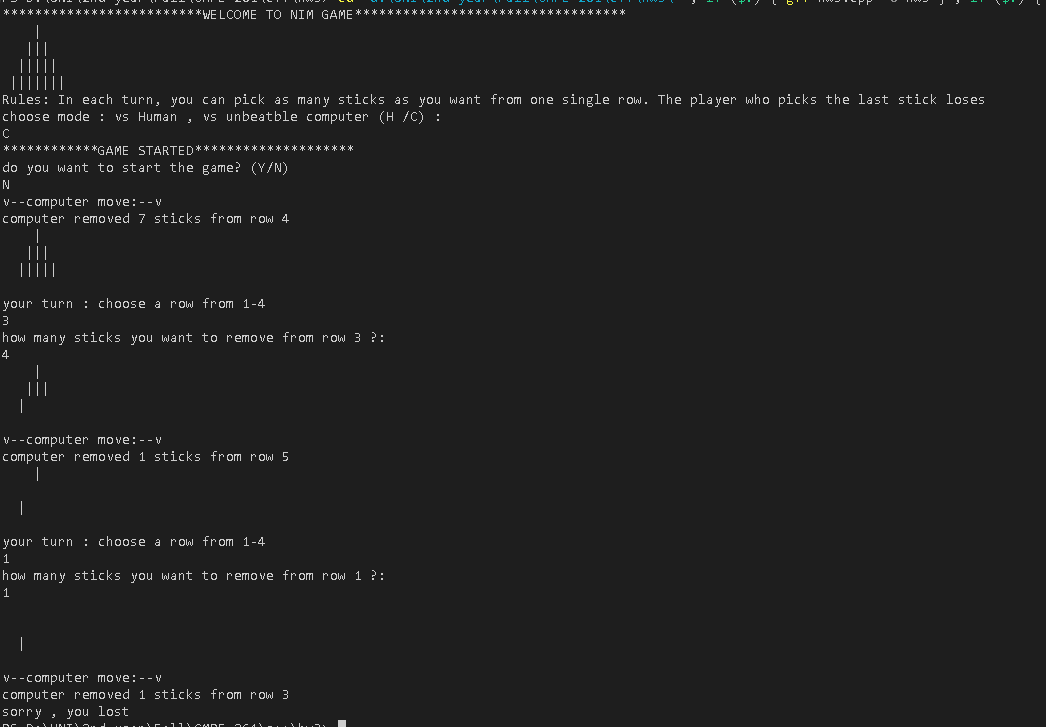 *************************WELCOME TO NIM GAME**********************************
|
|||
|||||
|||||||
Rules: In each turn, you can pick as many sticks as you want from one single row. The player who picks the last stick loses
choose mode : vs Human , vs unbeatble computer (H /C) :
C
************GAME STARTED********************
do you want to start the game? (Y/N)
N
v--computer move:--v
computer removed 7 sticks from row 4
|
|||
|||||
your turn : choose a row from 1-4
3
how many sticks you want to remove from row 3 ?:
4
|
|||
|
v--computer move:--v
computer removed 1 sticks from row 5
|
|
your turn : choose a row from 1-4
1
how many sticks you want to remove from row 1 ?:
1
|
v--computer move:--v
computer removed 1 sticks from row 3
sorry , you lost